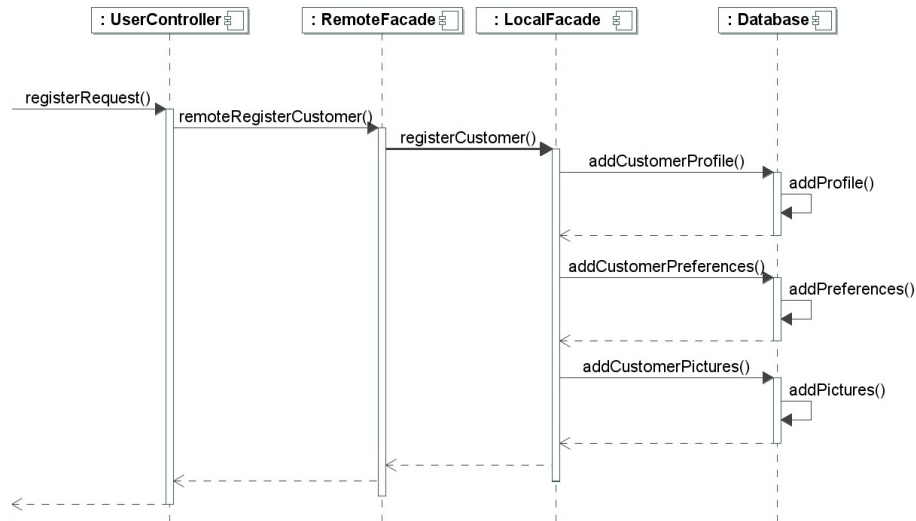 : UserController
: RemoteFacade
: LocalFacade
: Database
registerRequest()
remoteRegisterCustomer()
registerCustomer()
addCustomerProfile()
addProfile()
addCustomerPreferences()
addPreferences()
addCustomerPictures()
addPictures()